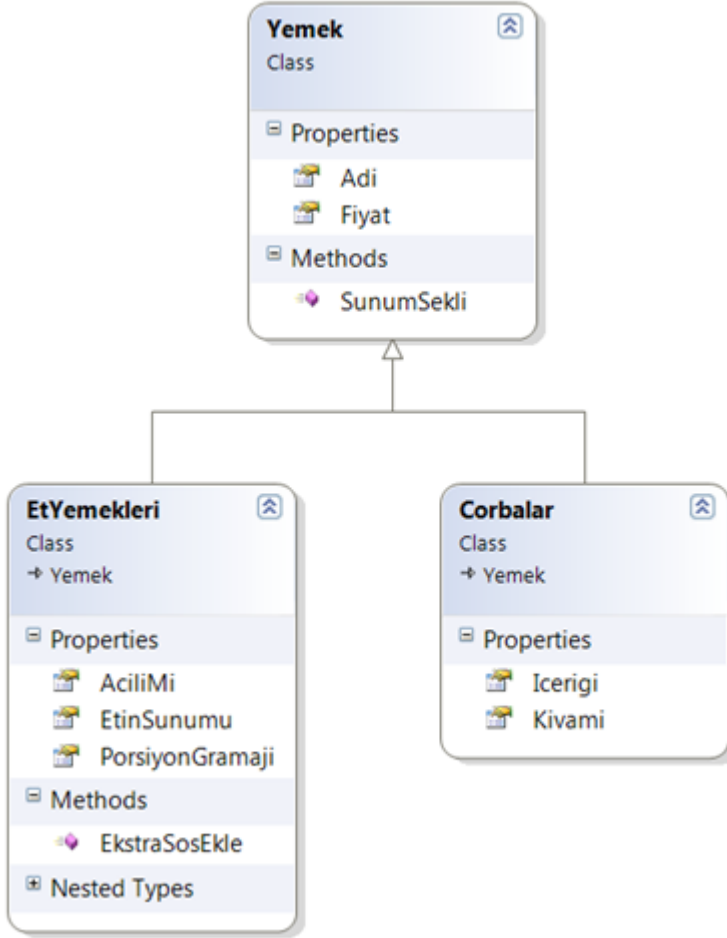 Yemek
Class
Properties
Adi
Fiyat
Methods
SunumSekli
EtYemekleri
Class
Yemek
Properties
AciliMi
EtinSunumu
PorsiyonGramaji
Methods
EkstraSosEkle
Nested Types
Corbalar
Class
Yemek
Properties
Icerigi
Kivami